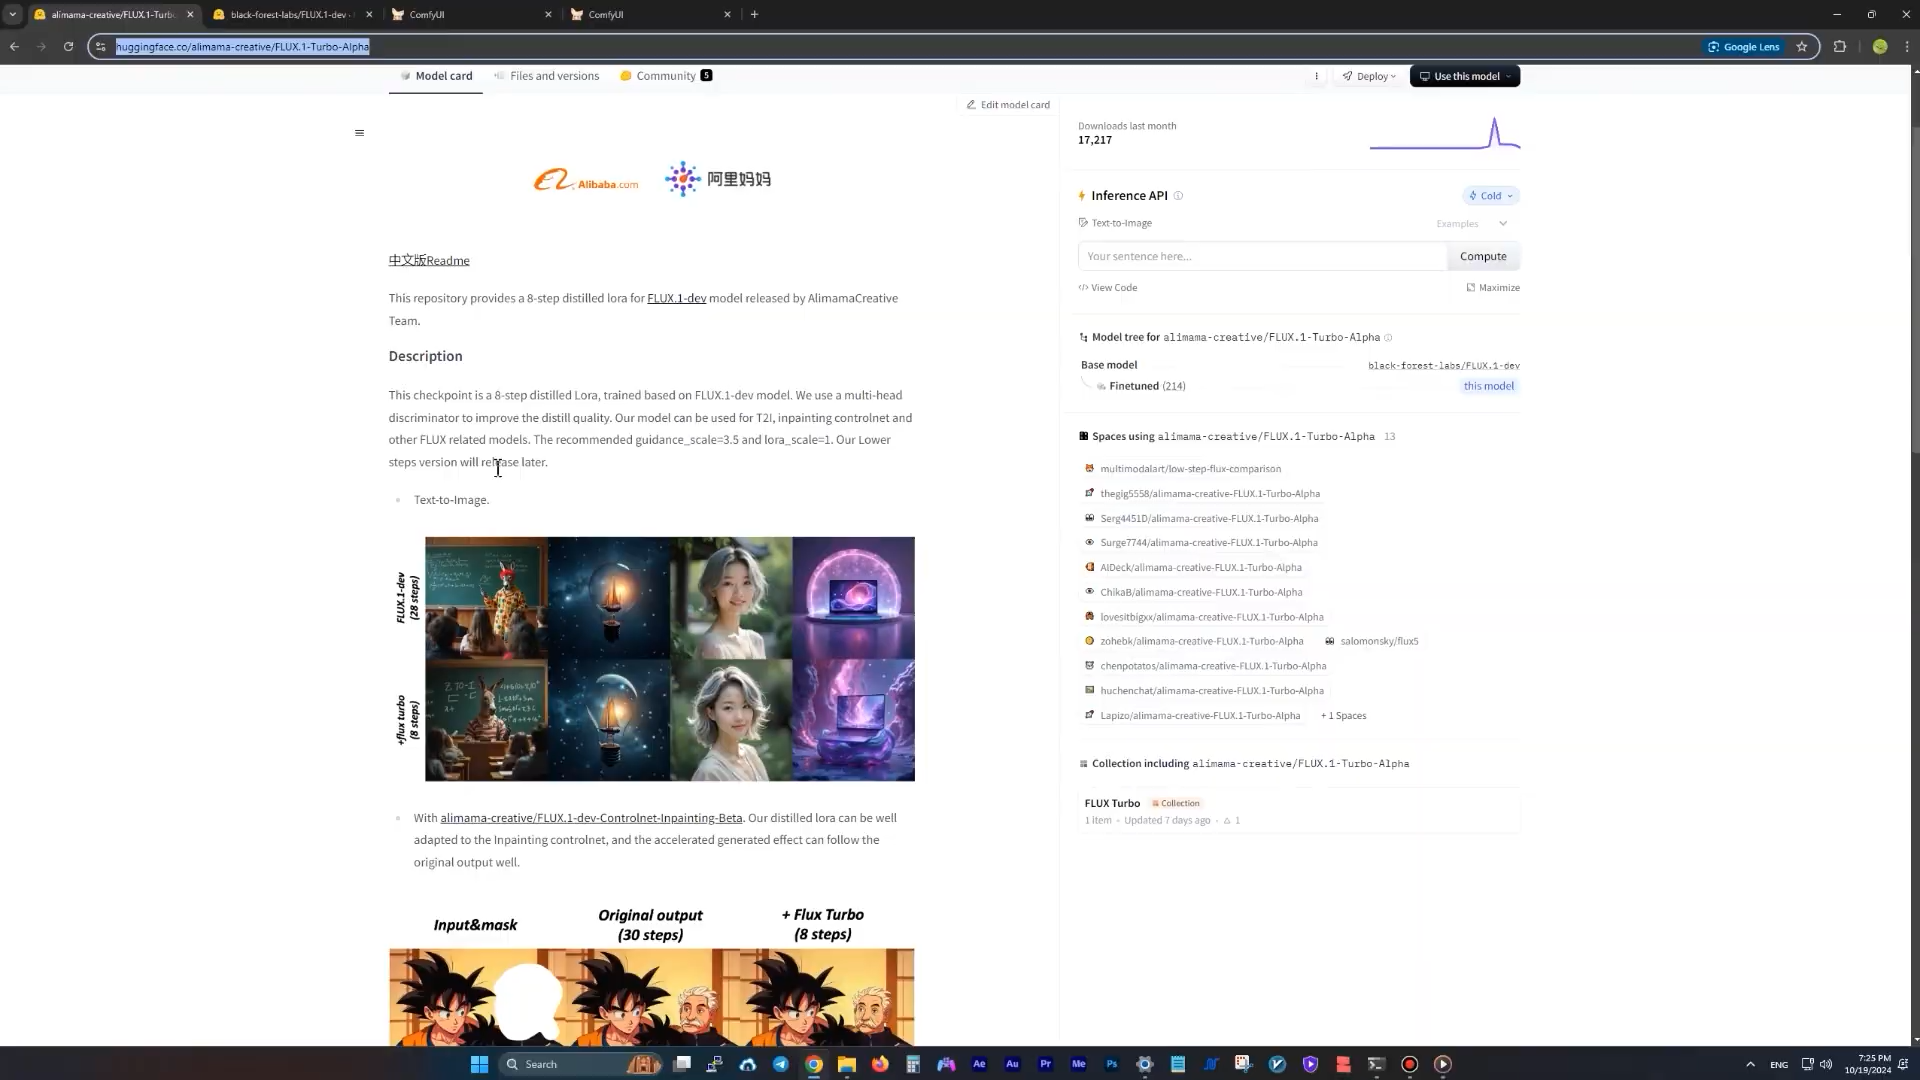 alimama-creative/FLUX.1-Turbo
black-forest-labs/FLUX.1-dev
ComfyUI
ComfyUI
huggingface.co/alimama-creative/FLUX.1-Turbo-Alpha
Google Lens
Model card
Files and versions
Community 5
Deploy
Use this model
Edit model card
Alibaba.com
阿里妈妈
中文版Readme
This repository provides a 8-step distilled lora for FLUX.1-dev model released by AlimamaCreative
Team.
Description
This checkpoint is a 8-step distilled Lora, trained based on FLUX.1-dev model. We use a multi-head
discriminator to improve the distill quality. Our model can be used for T2I, inpainting controlnet and
other FLUX related models. The recommended guidance_scale=3.5 and lora_scale=1. Our Lower
steps version will release later.
Text-to-Image.
FLUX.1-dev
(28 steps)
+flux turbo
(8 steps)
With alimama-creative/FLUX.1-dev-Controlnet-Inpainting-Beta. Our distilled lora can be well
adapted to the Inpainting controlnet, and the accelerated generated effect can follow the
original output well.
Input&mask
Original output
(30 steps)
+ Flux Turbo
(8 steps)
Downloads last month
17,217
Inference API
Cold
Text-to-Image
Examples
Your sentence here...
Compute
View Code
Maximize
Model tree for alimama-creative/FLUX.1-Turbo-Alpha
Base model
black-forest-labs/FLUX.1-dev
Finetuned (214)
this model
Spaces using alimama-creative/FLUX.1-Turbo-Alpha 13
multimodalart/low-step-flux-comparison
thegig5558/alimama-creative-FLUX.1-Turbo-Alpha
Serg4451D/alimama-creative-FLUX.1-Turbo-Alpha
Surge7744/alimama-creative-FLUX.1-Turbo-Alpha
AIDeck/alimama-creative-FLUX.1-Turbo-Alpha
ChikaB/alimama-creative-FLUX.1-Turbo-Alpha
lovesitbigxx/alimama-creative-FLUX.1-Turbo-Alpha
zohebk/alimama-creative-FLUX.1-Turbo-Alpha
salomonsky/flux5
chenpotatos/alimama-creative-FLUX.1-Turbo-Alpha
huchenchat/alimama-creative-FLUX.1-Turbo-Alpha
Lapizo/alimama-creative-FLUX.1-Turbo-Alpha
+ 1 Spaces
Collection including alimama-creative/FLUX.1-Turbo-Alpha
FLUX Turbo
Collection
1 item • Updated 7 days ago • △ 1
Search
Ae
Au
Pr
Me
Ps
ENG
7:25 PM
10/19/2024